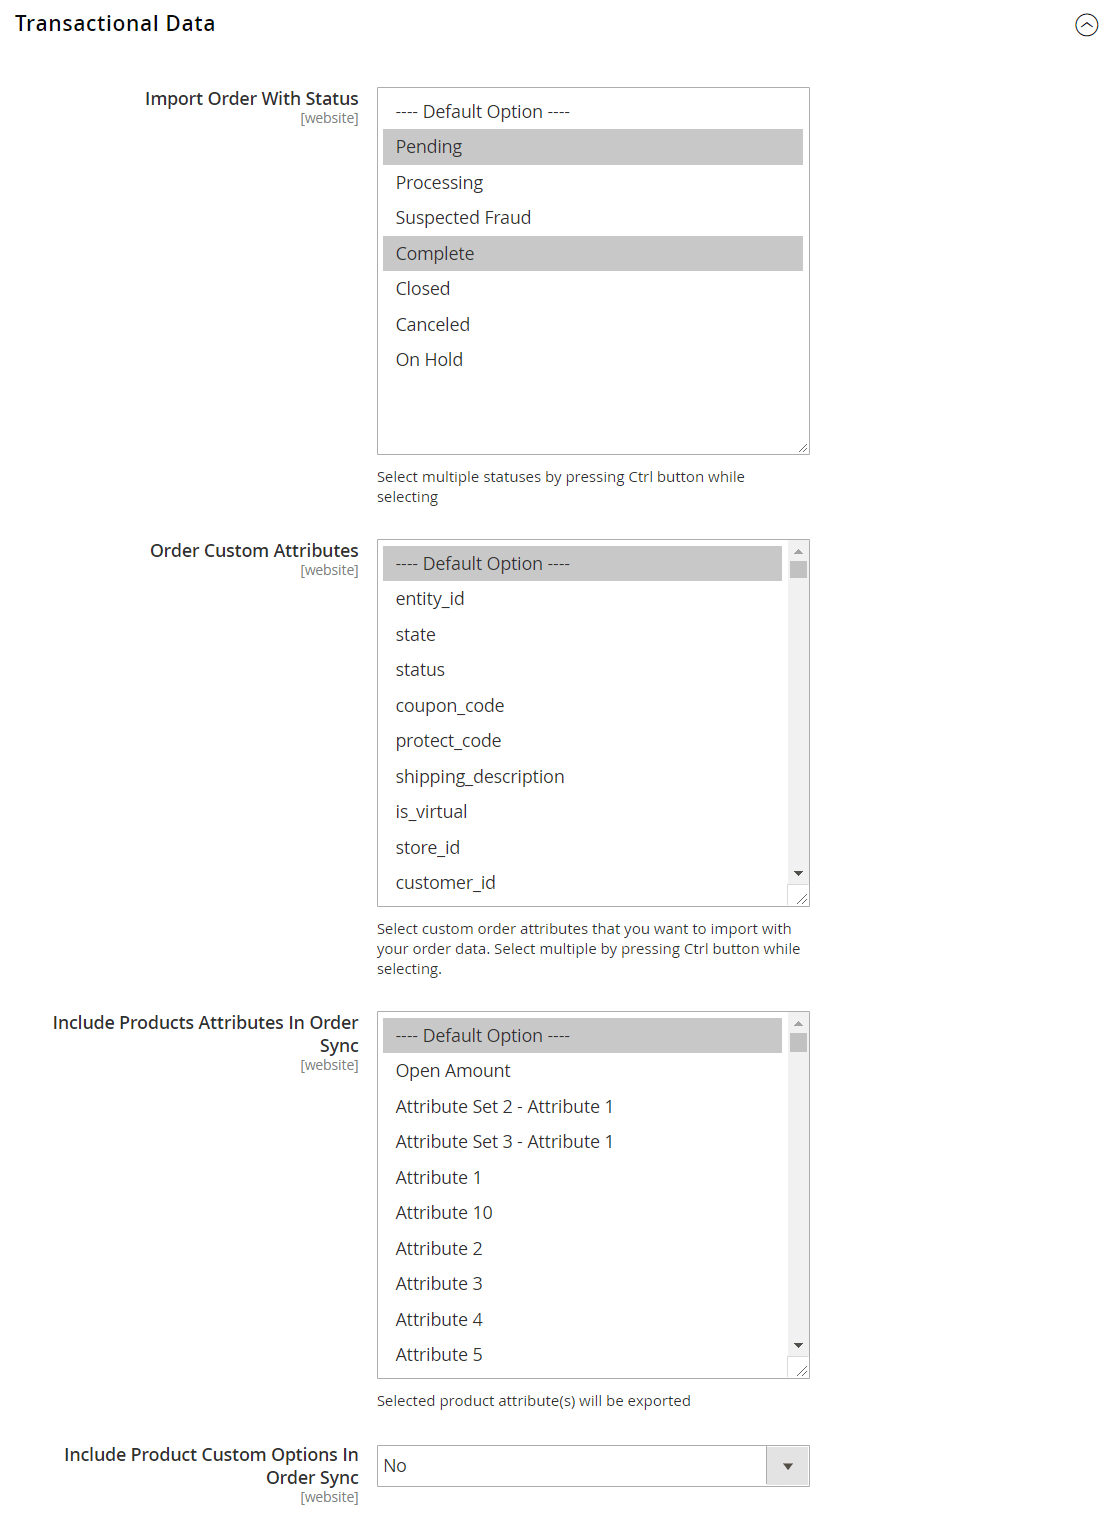 Transactional Data
Import Order With Status
[website]
---- Default Option ----
Pending
Processing
Suspected Fraud
Complete
Closed
Canceled
On Hold
Select multiple statuses by pressing Ctrl button while
selecting
Order Custom Attributes
[website]
---- Default Option ----
entity_id
state
status
coupon_code
protect_code
shipping_description
is_virtual
store_id
customer_id
Select custom order attributes that you want to import with
your order data. Select multiple by pressing Ctrl button while
selecting.
Include Products Attributes In Order
Sync
[website]
---- Default Option ----
Open Amount
Attribute Set 2 - Attribute 1
Attribute Set 3 - Attribute 1
Attribute 1
Attribute 10
Attribute 2
Attribute 3
Attribute 4
Attribute 5
Selected product attribute(s) will be exported
Include Product Custom Options In
Order Sync
[website]
No